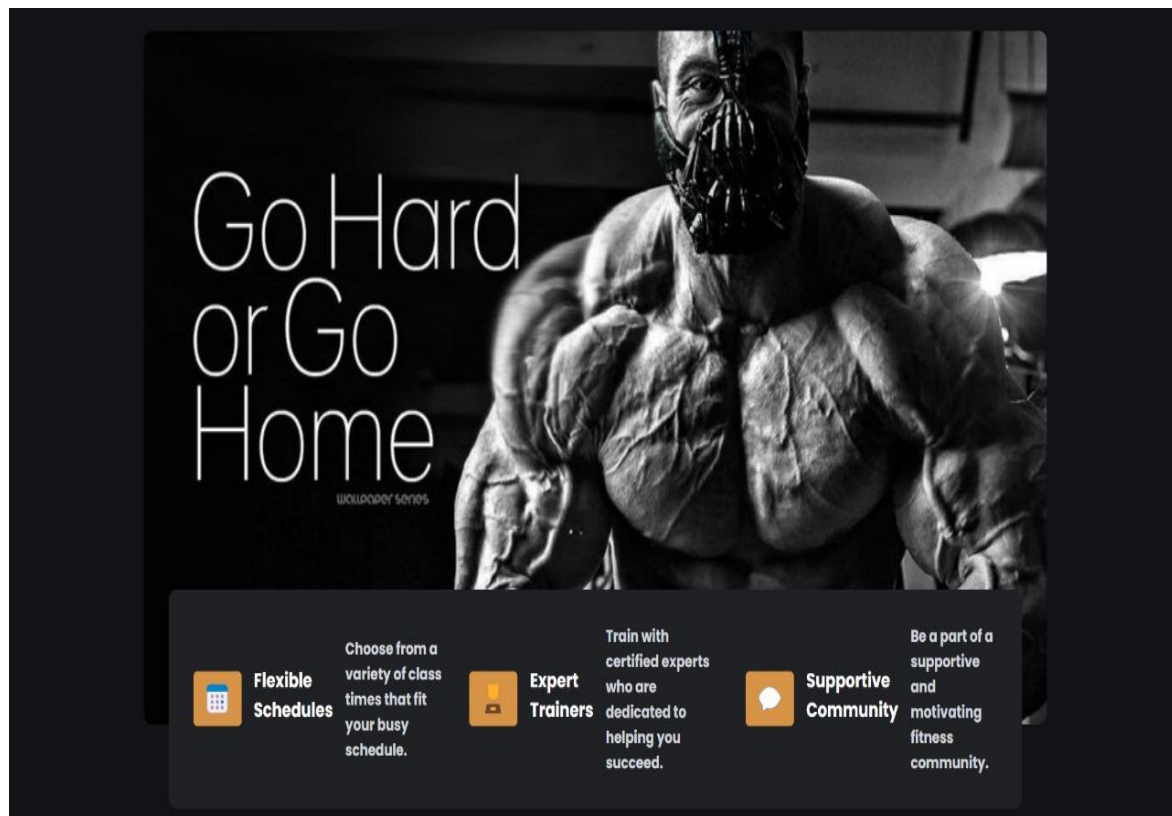 Go Hard
or Go
Home
wallpaper series
Flexible
Schedules
Choose from a
variety of class
times that fit
your busy
schedule.
Expert
Trainers
Train with
certified experts
who are
dedicated to
helping you
succeed.
Supportive
Community
Be a part of a
supportive
and
motivating
fitness
community.